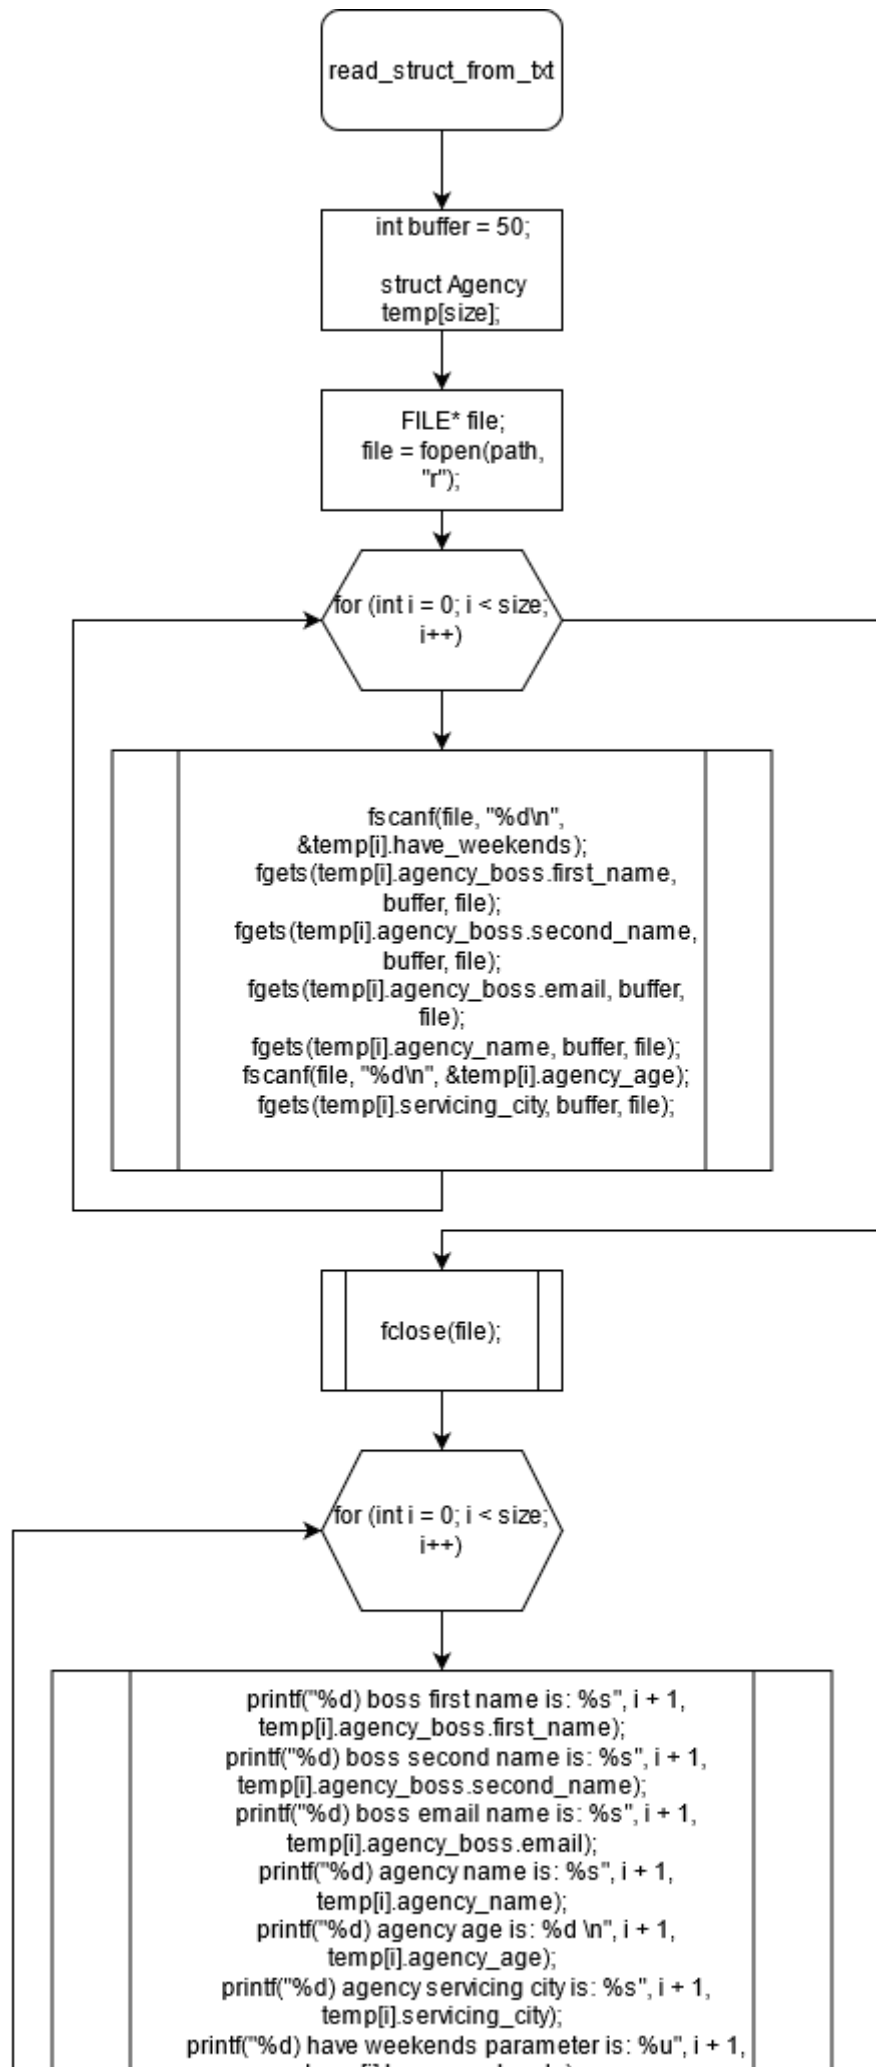 read_struct_from_txt
int buffer = 50;
struct Agency
temp[size];
FILE* file;
file = fopen(path,
"r");
for (int i = 0; i < size;
i++)
fscanf(file, "%d\n",
&temp[i].have_weekends);
fgets(temp[i].agency_boss.first_name,
buffer, file);
fgets(temp[i].agency_boss.second_name,
buffer, file);
fgets(temp[i].agency_boss.email, buffer,
file);
fgets(temp[i].agency_name, buffer, file);
fscanf(file, "%d\n", &temp[i].agency_age);
fgets(temp[i].servicing_city, buffer, file);
fclose(file);
for (int i = 0; i < size;
i++)
printf("%d) boss first name is: %s", i + 1,
temp[i].agency_boss.first_name);
printf("%d) boss second name is: %s", i + 1,
temp[i].agency_boss.second_name);
printf("%d) boss email name is: %s", i + 1,
temp[i].agency_boss.email);
printf("%d) agency name is: %s", i + 1,
temp[i].agency_name);
printf("%d) agency age is: %d \n", i + 1,
temp[i].agency_age);
printf("%d) agency servicing city is: %s", i + 1,
temp[i].servicing_city);
printf("%d) have weekends parameter is: %u", i + 1,